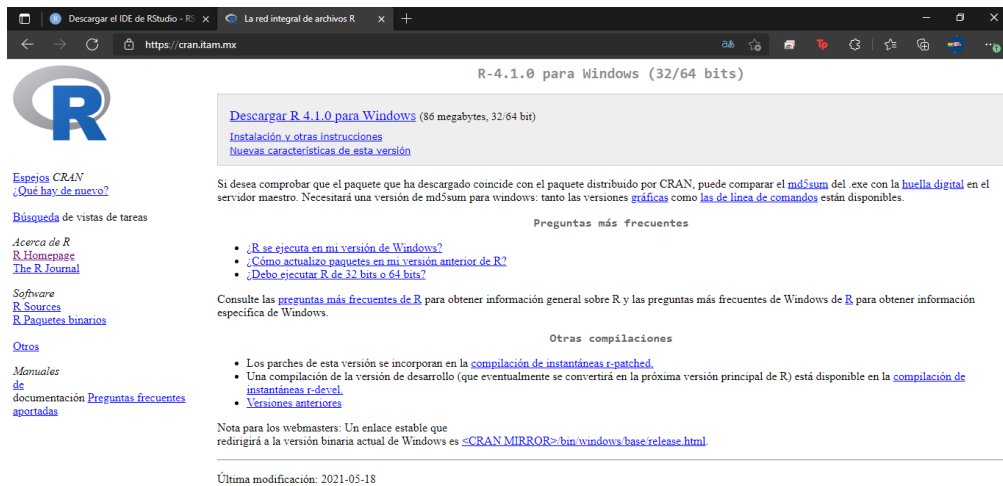 Descargar el IDE de RStudio - RS
La red integral de archivos R
https://cran.itam.mx
aあ
Tp
R
Espejos CRAN
¿Qué hay de nuevo?
Búsqueda de vistas de tareas
Acerca de R
R Homepage
The R Journal
Software
R Sources
R Paquetes binarios
Otros
Manuales
de
documentación Preguntas frecuentes
aportadas
R-4.1.0 para Windows (32/64 bits)
Descargar R 4.1.0 para Windows (86 megabytes, 32/64 bit)
Instalación y otras instrucciones
Nuevas características de esta versión
Si desea comprobar que el paquete que ha descargado coincide con el paquete distribuido por CRAN, puede comparar el md5sum del .exe con la huella digital en el
servidor maestro. Necesitará una versión de md5sum para windows: tanto las versiones gráficas como las de línea de comandos están disponibles.
Preguntas más frecuentes
¿R se ejecuta en mi versión de Windows?
¿Cómo actualizo paquetes en mi versión anterior de R?
¿Debo ejecutar R de 32 bits o 64 bits?
Consulte las preguntas más frecuentes de R para obtener información general sobre R y las preguntas más frecuentes de Windows de R para obtener información
específica de Windows.
Otras compilaciones
Los parches de esta versión se incorporan en la compilación de instantáneas r-patched.
Una compilación de la versión de desarrollo (que eventualmente se convertirá en la próxima versión principal de R) está disponible en la compilación de
instantáneas r-devel.
Versiones anteriores
Nota para los webmasters: Un enlace estable que
redirigirá a la versión binaria actual de Windows es <CRAN MIRROR>/bin/windows/base/release.html.
Última modificación: 2021-05-18